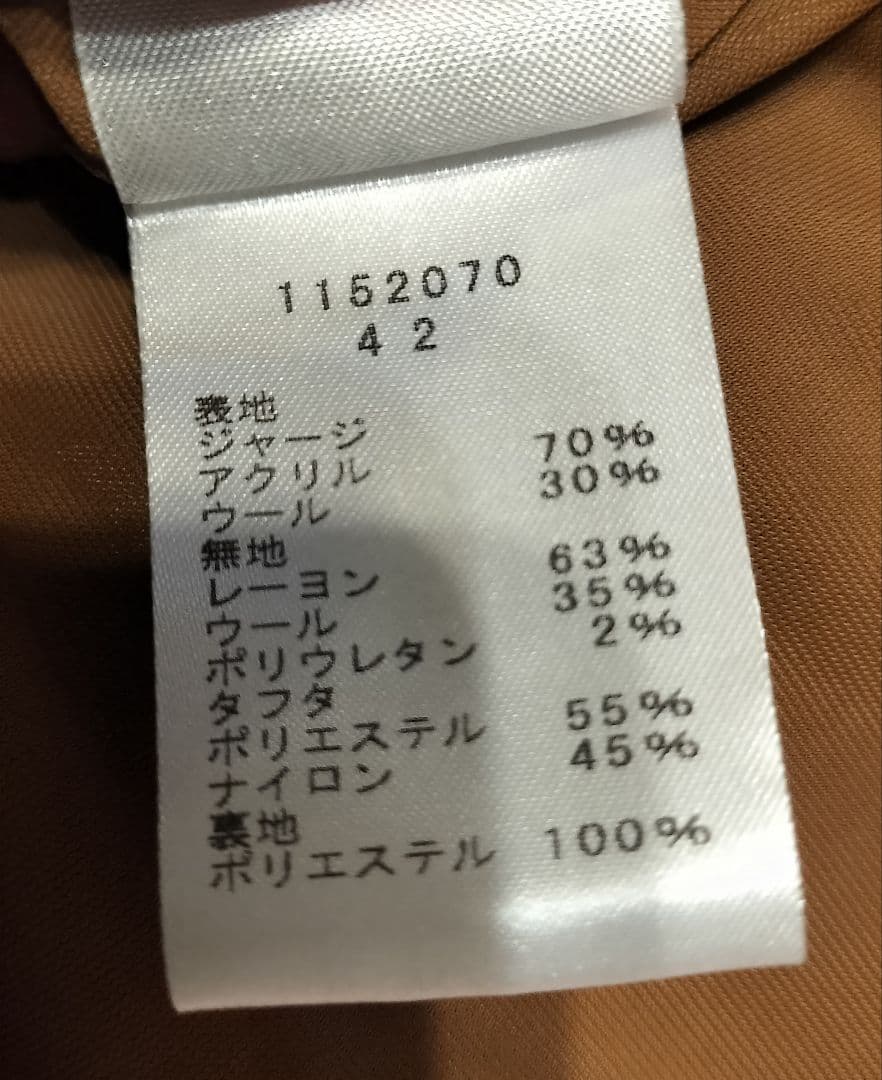 1152070
42
表地
ジャージ
アクリル 70%
ウール 30%
無地
レーヨン 63%
ウール 35%
ポリウレタン 2%
タフタ
ポリエステル 55%
ナイロン 45%
裏地
ポリエステル 100%